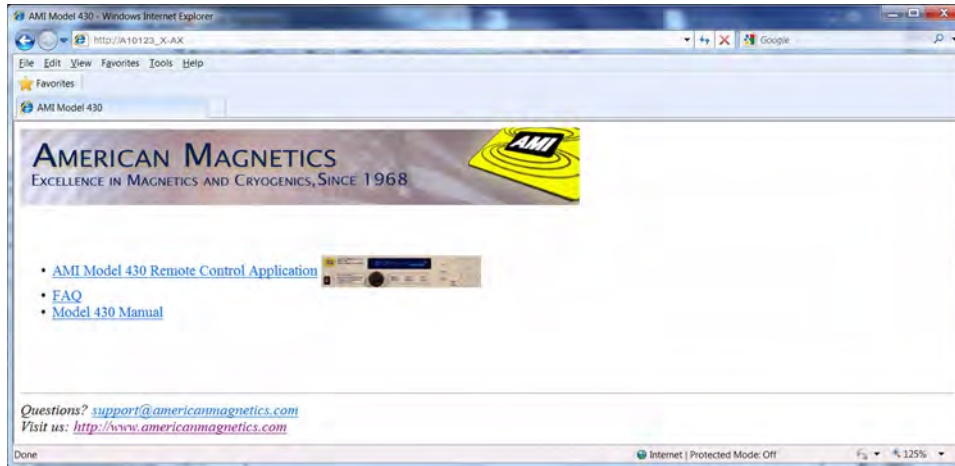 AMI Model 430 - Windows Internet Explorer
http://A10123_X-AX
Google
File Edit View Favorites Tools Help
Favorites
AMI Model 430
AMERICAN MAGNETICS
EXCELLENCE IN MAGNETICS AND CRYOGENICS, SINCE 1968
AMI
• AMI Model 430 Remote Control Application
• FAQ
• Model 430 Manual
Questions? support@americanmagnetics.com
Visit us: http://www.americanmagnetics.com
Done
Internet | Protected Mode: Off
125%